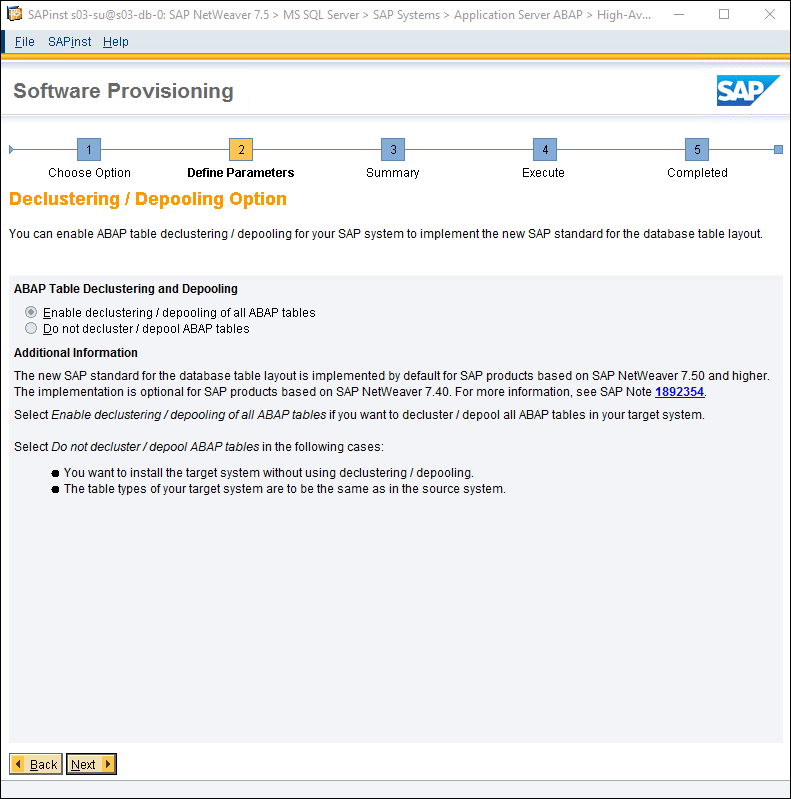 SAPinst s03-su@s03-db-0: SAP NetWeaver 7.5 > MS SQL Server > SAP Systems > Application Server ABAP > High-Av...
File SAPinst Help
Software Provisioning
SAP
1 2 3 4 5
Choose Option Define Parameters Summary Execute Completed
Declustering / Depooling Option
You can enable ABAP table declustering / depooling for your SAP system to implement the new SAP standard for the database table layout.
ABAP Table Declustering and Depooling
Enable declustering / depooling of all ABAP tables
Do not decluster / depool ABAP tables
Additional Information
The new SAP standard for the database table layout is implemented by default for SAP products based on SAP NetWeaver 7.50 and higher.
The implementation is optional for SAP products based on SAP NetWeaver 7.40. For more information, see SAP Note 1892354.
Select Enable declustering / depooling of all ABAP tables if you want to decluster / depool all ABAP tables in your target system.
Select Do not decluster / depool ABAP tables in the following cases:
● You want to install the target system without using declustering / depooling.
● The table types of your target system are to be the same as in the source system.
Back Next